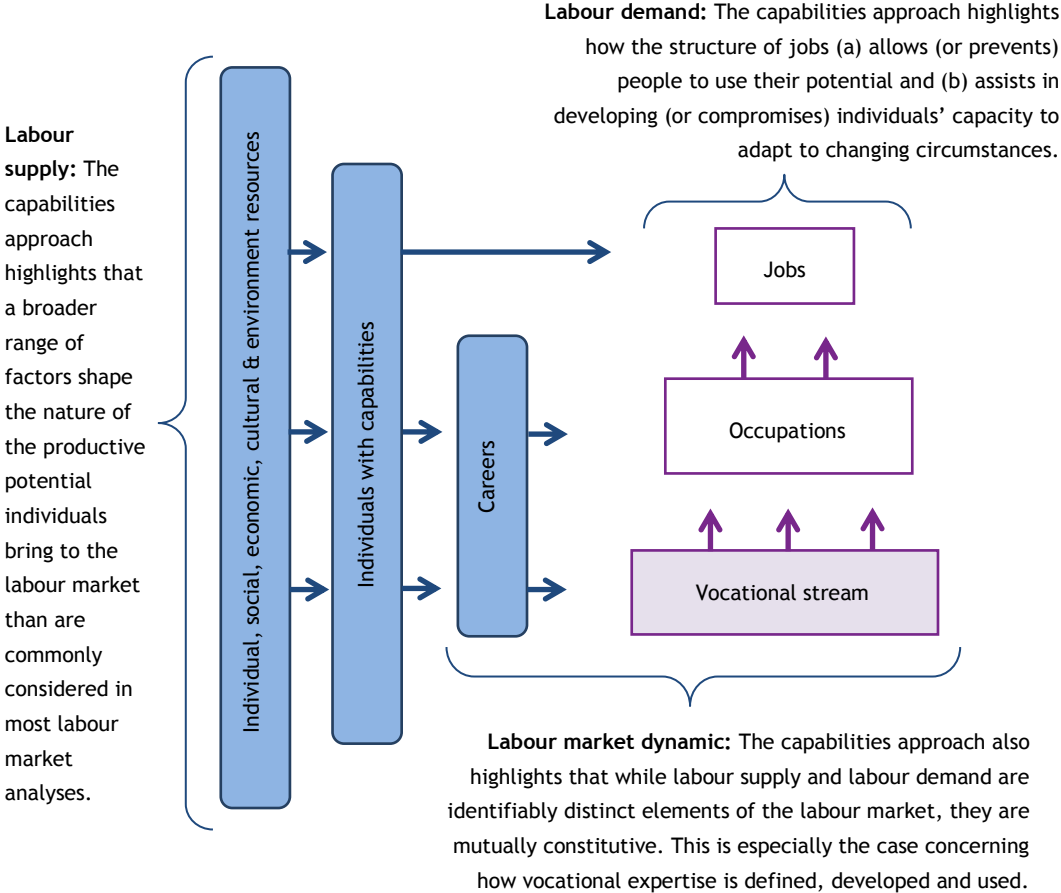 Labour demand: The capabilities approach highlights
how the structure of jobs (a) allows (or prevents)
people to use their potential and (b) assists in
developing (or compromises) individuals’ capacity to
adapt to changing circumstances.
Labour
supply: The
capabilities
approach
highlights that
a broader
range of
factors shape
the nature of
the productive
potential
individuals
bring to the
labour market
than are
commonly
considered in
most labour
market
analyses.
Individual, social, economic, cultural & environment resources
Individuals with capabilities
Careers
Jobs
Occupations
Vocational stream
Labour market dynamic: The capabilities approach also
highlights that while labour supply and labour demand are
identifiably distinct elements of the labour market, they are
mutually constitutive. This is especially the case concerning
how vocational expertise is defined, developed and used.